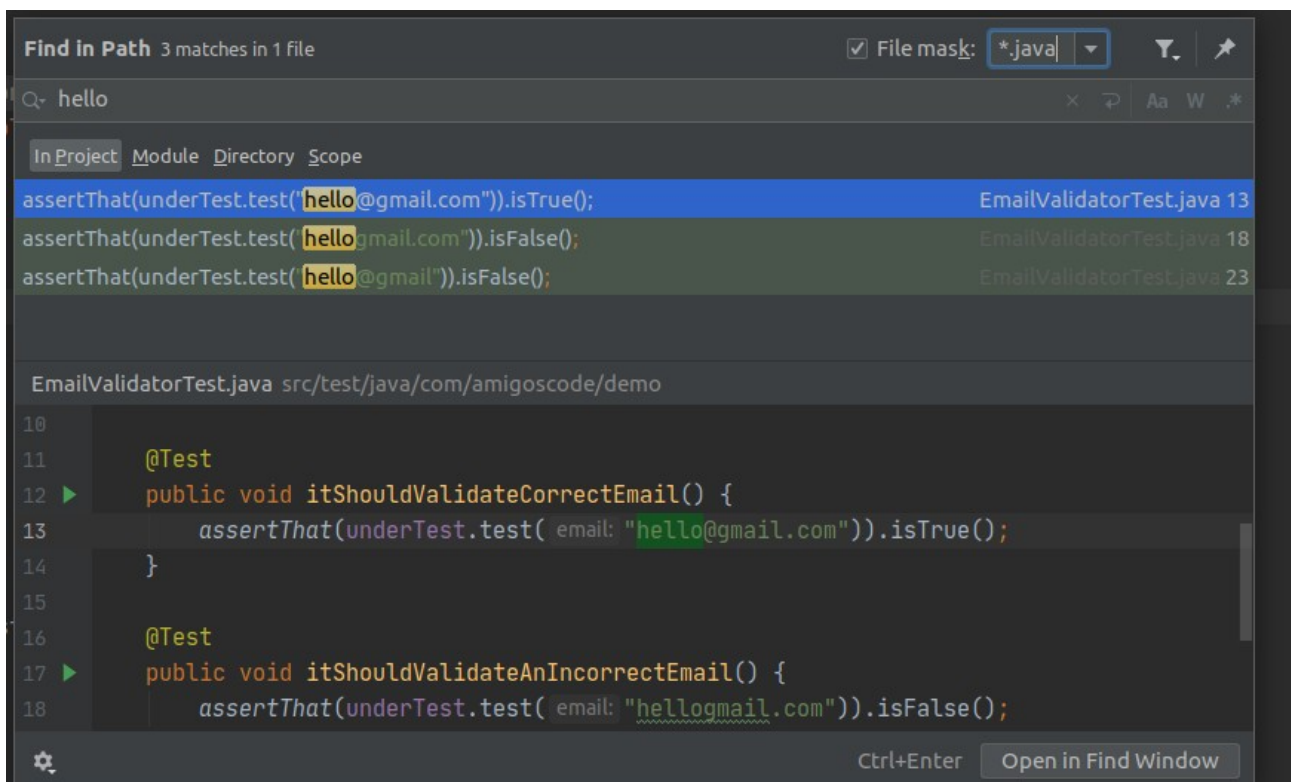 Find in Path 3 matches in 1 file File mask: *.java
hello Aa W .*
In Project Module Directory Scope
assertThat(underTest.test("hello@gmail.com")).isTrue(); EmailValidatorTest.java 13
assertThat(underTest.test("hellogmail.com")).isFalse(); EmailValidatorTest.java 18
assertThat(underTest.test("hello@gmail")).isFalse(); EmailValidatorTest.java 23
EmailValidatorTest.java src/test/java/com/amigoscode/demo
10
11 @Test
12 public void itShouldValidateCorrectEmail() {
13 assertThat(underTest.test( email: "hello@gmail.com")).isTrue();
14 }
15
16 @Test
17 public void itShouldValidateAnIncorrectEmail() {
18 assertThat(underTest.test( email: "hellogmail.com")).isFalse();
Ctrl+Enter Open in Find Window